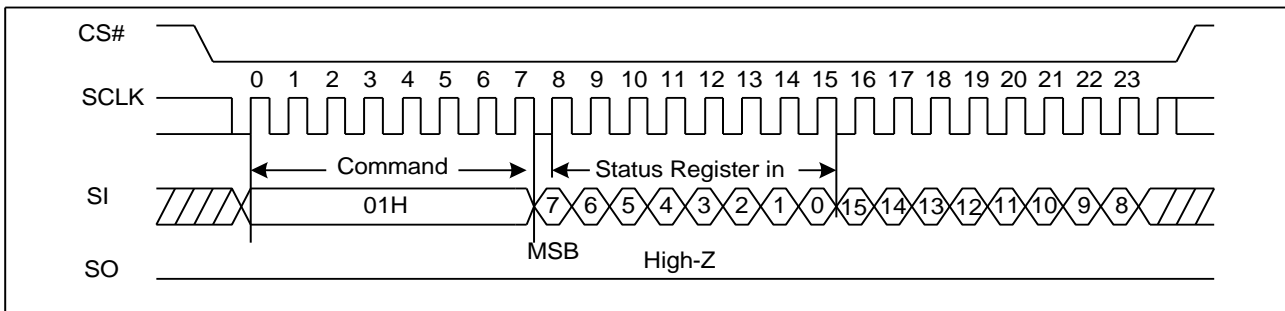 CS#
0 1 2 3 4 5 6 7 8 9 10 11 12 13 14 15 16 17 18 19 20 21 22 23
SCLK
Command Status Register in
SI 01H 7 6 5 4 3 2 1 0 15 14 13 12 11 10 9 8
MSB
SO High-Z